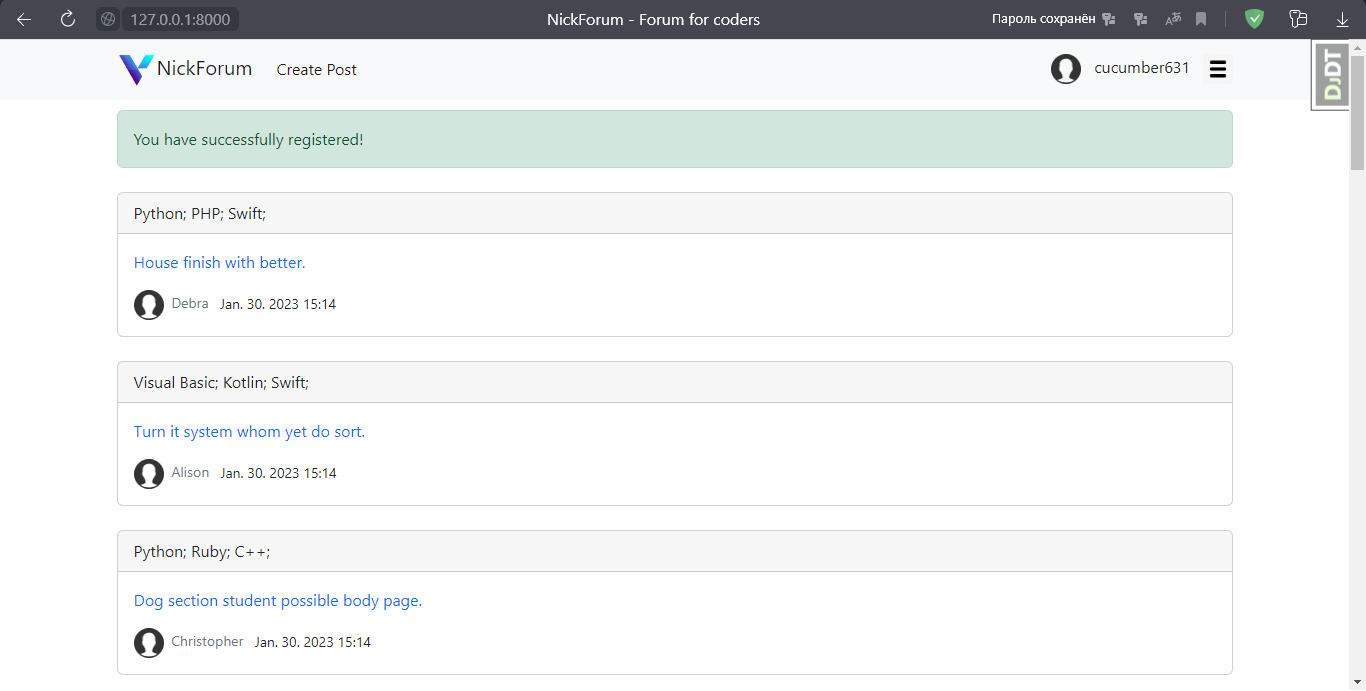 127.0.0.1:8000
NickForum - Forum for coders
Пароль сохранён
NickForum
Create Post
cucumber631
DJDT
You have successfully registered!
Python; PHP; Swift;
House finish with better.
Debra Jan. 30. 2023 15:14
Visual Basic; Kotlin; Swift;
Turn it system whom yet do sort.
Alison Jan. 30. 2023 15:14
Python; Ruby; C++;
Dog section student possible body page.
Christopher Jan. 30. 2023 15:14